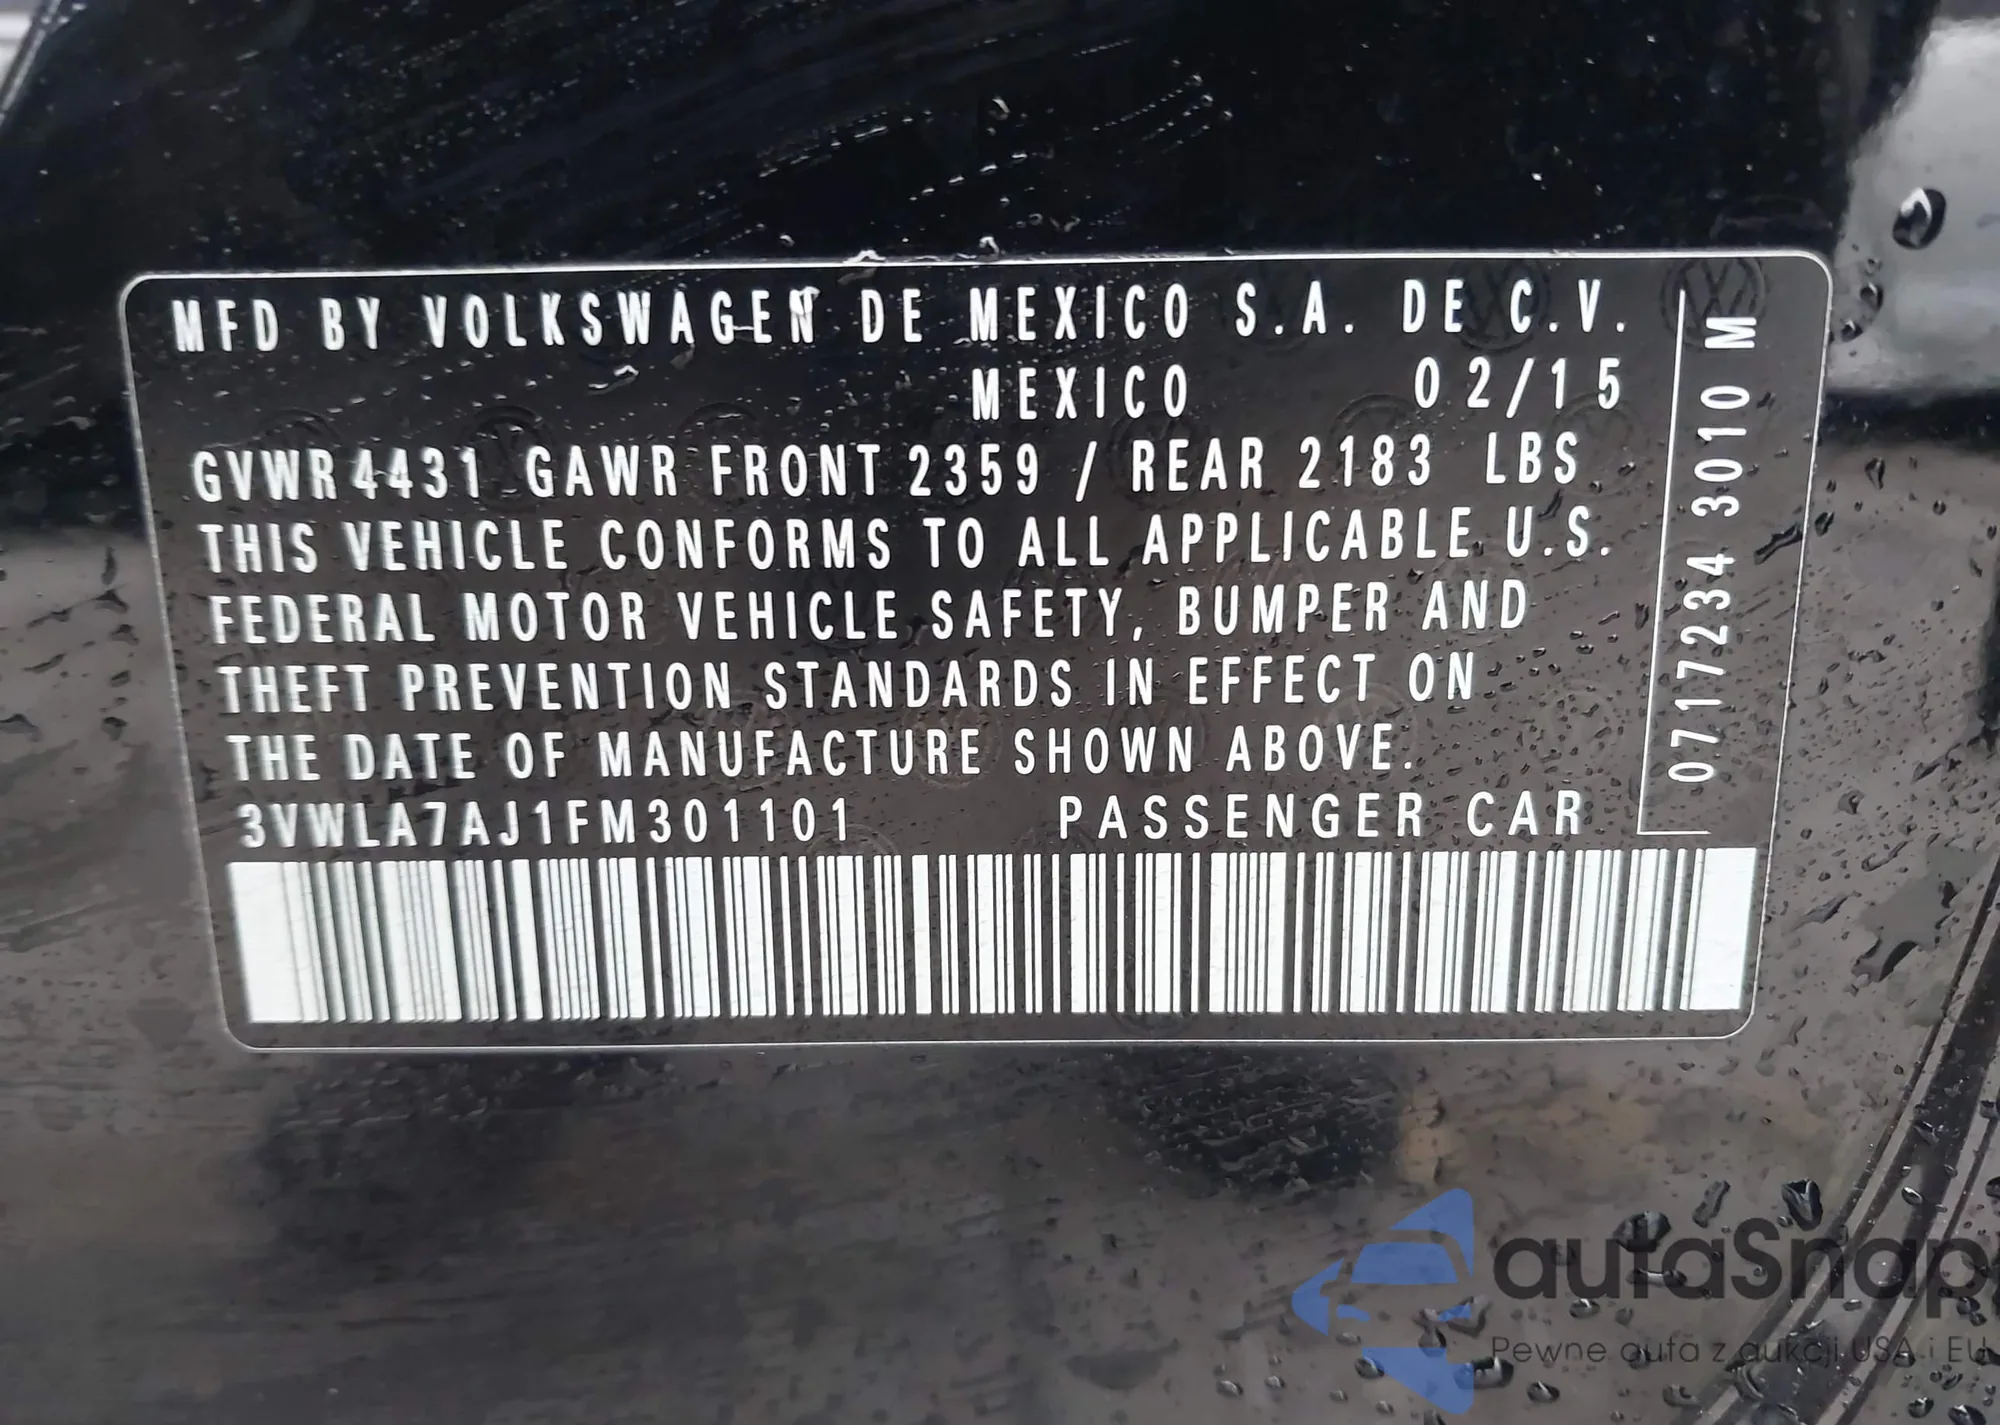 MFD BY VOLKSWAGEN DE MEXICO S.A. DE C.V.
MEXICO 02/15
GVWR 4431 GAWR FRONT 2359 / REAR 2183 LBS
THIS VEHICLE CONFORMS TO ALL APPLICABLE U.S.
FEDERAL MOTOR VEHICLE SAFETY, BUMPER AND
THEFT PREVENTION STANDARDS IN EFFECT ON
THE DATE OF MANUFACTURE SHOWN ABOVE.
3VWLA7AJ1FM301101 PASSENGER CAR
0717234 3010 M
autaSnap
Pewne auta z aukcji USA i EU